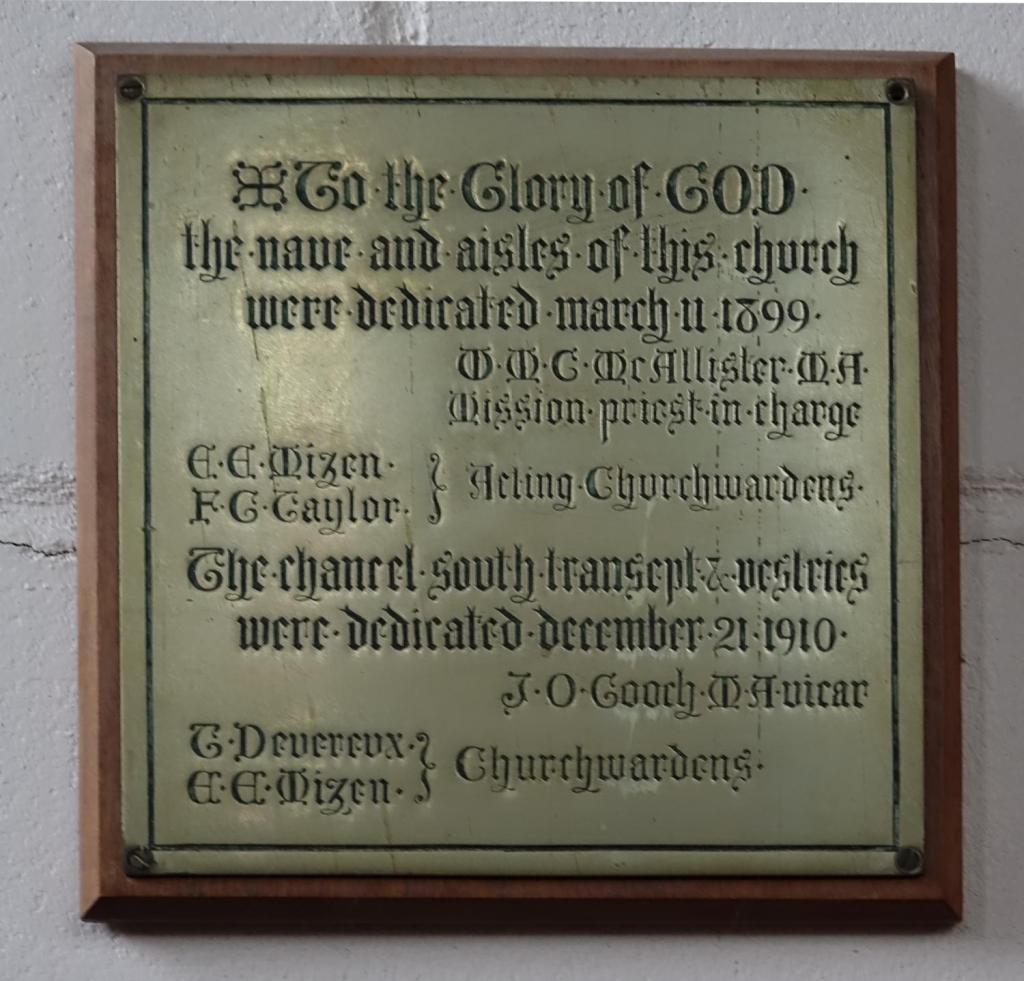 ✠ To · the · Glory · of · GOD ·
the · nave · and · aisles · of · this · church
were · dedicated · march · 11 · 1899 ·
W · M · C · McAllister · M · A ·
Mission · priest · in · charge
E · E · Mizen ·
F · G · Taylor · } Acting · Churchwardens ·
The · chancel · south · transept · & · vestries
were · dedicated · december · 21 · 1910 ·
J · O · Gooch · M · A · vicar
T · Devereux ·
E · E · Mizen · } Churchwardens ·